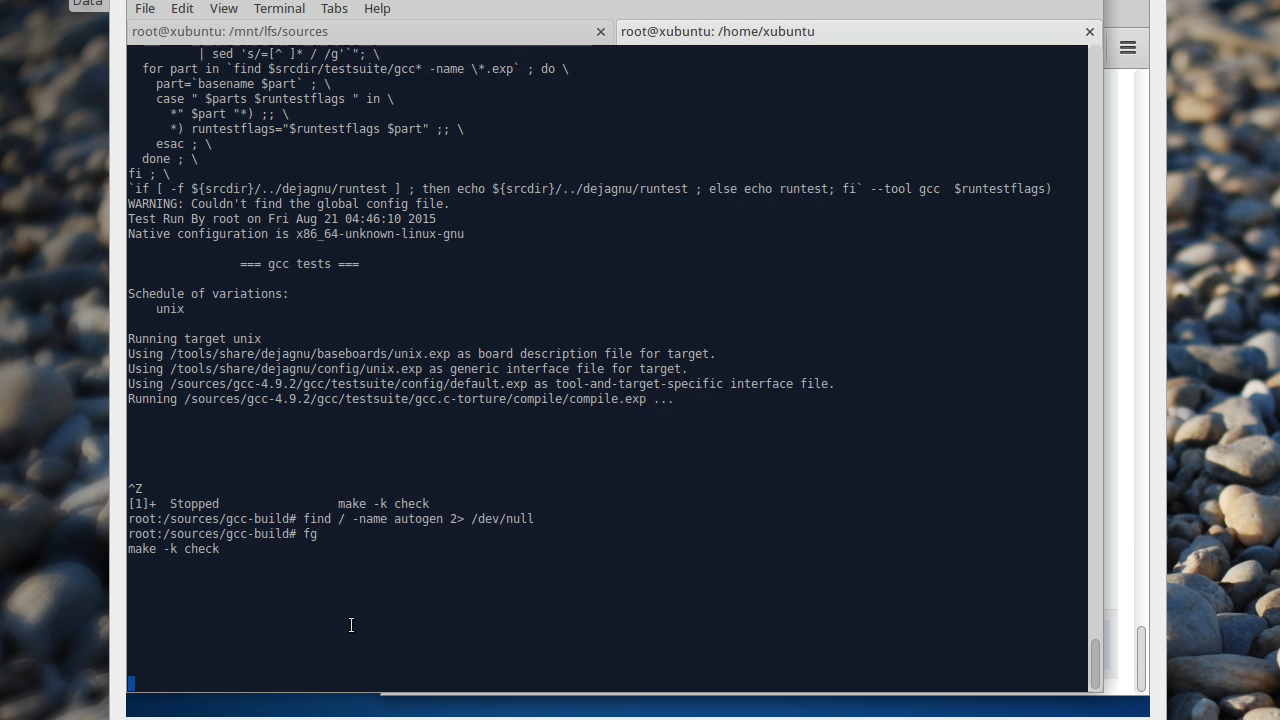 Data
File Edit View Terminal Tabs Help
root@xubuntu: /mnt/lfs/sources
root@xubuntu: /home/xubuntu
| sed 's/=[^ ]* / /g'`"; \
for part in `find $srcdir/testsuite/gcc* -name \*.exp` ; do \
part=`basename $part` ; \
case " $parts $runtestflags " in \
*" $part "*) ;; \
*) runtestflags="$runtestflags $part" ;; \
esac ; \
done ; \
fi ; \
`if [ -f ${srcdir}/../dejagnu/runtest ] ; then echo ${srcdir}/../dejagnu/runtest ; else echo runtest; fi` --tool gcc  $runtestflags)
WARNING: Couldn't find the global config file.
Test Run By root on Fri Aug 21 04:46:10 2015
Native configuration is x86_64-unknown-linux-gnu
=== gcc tests ===
Schedule of variations:
unix
Running target unix
Using /tools/share/dejagnu/baseboards/unix.exp as board description file for target.
Using /tools/share/dejagnu/config/unix.exp as generic interface file for target.
Using /sources/gcc-4.9.2/gcc/testsuite/config/default.exp as tool-and-target-specific interface file.
Running /sources/gcc-4.9.2/gcc/testsuite/gcc.c-torture/compile/compile.exp ...
^Z
[1]+  Stopped                 make -k check
root:/sources/gcc-build# find / -name autogen 2> /dev/null
root:/sources/gcc-build# fg
make -k check